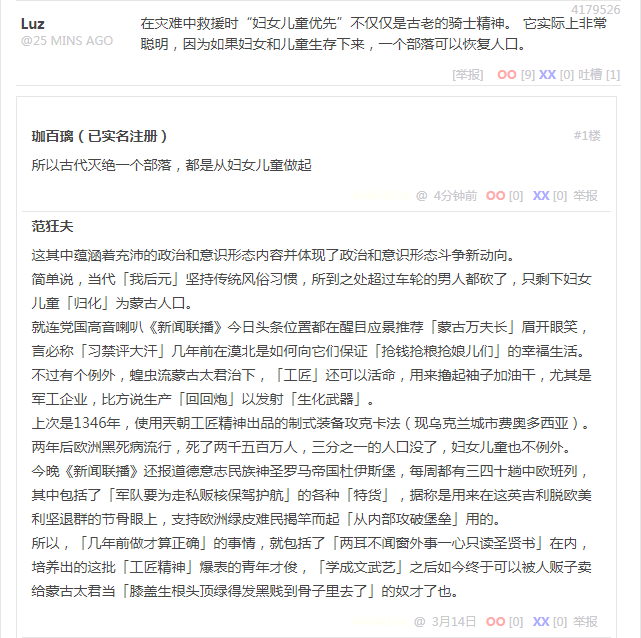 4179526
Luz
@25 MINS AGO
在灾难中救援时“妇女儿童优先”不仅仅是古老的骑士精神。 它实际上非常
聪明，因为如果妇女和儿童生存下来，一个部落可以恢复人口。
[举报] OO [9] XX [0] 吐槽 [1]
珈百璃（已实名注册）
#1楼
所以古代灭绝一个部落，都是从妇女儿童做起
@ 4分钟前 OO [0] XX [0] 举报
范狂夫
这其中蕴涵着充沛的政治和意识形态内容并体现了政治和意识形态斗争新动向。
简单说，当代「我后元」坚持传统风俗习惯，所到之处超过车轮的男人都砍了，只剩下妇女
儿童「归化」为蒙古人口。
就连党国高音喇叭《新闻联播》今日头条位置都在醒目应景推荐「蒙古万夫长」眉开眼笑，
言必称「习禁评大汗」几年前在漠北是如何向它们保证「抢钱抢粮抢娘儿们」的幸福生活。
不过有个例外，蝗虫流蒙古太君治下，「工匠」还可以活命，用来撸起袖子加油干，尤其是
军工企业，比方说生产「回回炮」以发射「生化武器」。
上次是1346年，使用天朝工匠精神出品的制式装备攻克卡法（现乌克兰城市费奥多西亚）。
两年后欧洲黑死病流行，死了两千五百万人，三分之一的人口没了，妇女儿童也不例外。
今晚《新闻联播》还报道德意志民族神圣罗马帝国杜伊斯堡，每周都有三四十趟中欧班列，
其中包括了「军队要为走私贩核保驾护航」的各种「特货」，据称是用来在这英吉利脱欧美
利坚退群的节骨眼上，支持欧洲绿皮难民揭竿而起「从内部攻破堡垒」用的。
所以，「几年前做才算正确」的事情，就包括了「两耳不闻窗外事一心只读圣贤书」在内，
培养出的这批「工匠精神」爆表的青年才俊，「学成文武艺」之后如今终于可以被人贩子卖
给蒙古太君当「膝盖生根头顶绿得发黑贱到骨子里去了」的奴才了也。
@ 3月14日 OO [0] XX [0] 举报